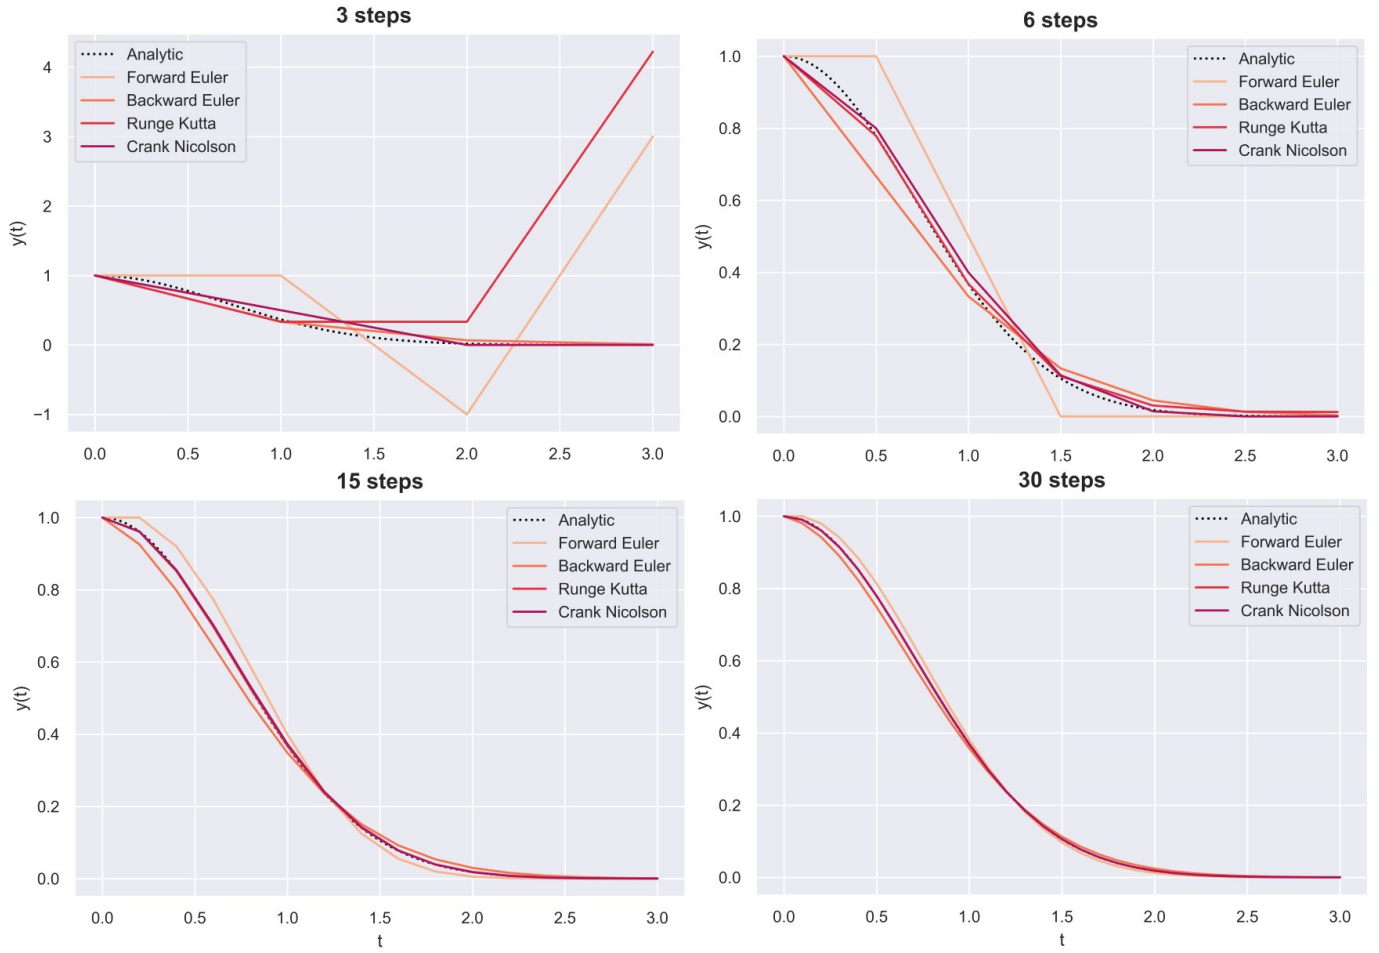 3 steps
Analytic
Forward Euler
Backward Euler
Runge Kutta
Crank Nicolson
y(t)
4
3
2
1
0
−1
0.0 0.5 1.0 1.5 2.0 2.5 3.0
6 steps
Analytic
Forward Euler
Backward Euler
Runge Kutta
Crank Nicolson
y(t)
1.0
0.8
0.6
0.4
0.2
0.0
0.0 0.5 1.0 1.5 2.0 2.5 3.0
15 steps
Analytic
Forward Euler
Backward Euler
Runge Kutta
Crank Nicolson
y(t)
1.0
0.8
0.6
0.4
0.2
0.0
0.0 0.5 1.0 1.5 2.0 2.5 3.0
t
30 steps
Analytic
Forward Euler
Backward Euler
Runge Kutta
Crank Nicolson
y(t)
1.0
0.8
0.6
0.4
0.2
0.0
0.0 0.5 1.0 1.5 2.0 2.5 3.0
t